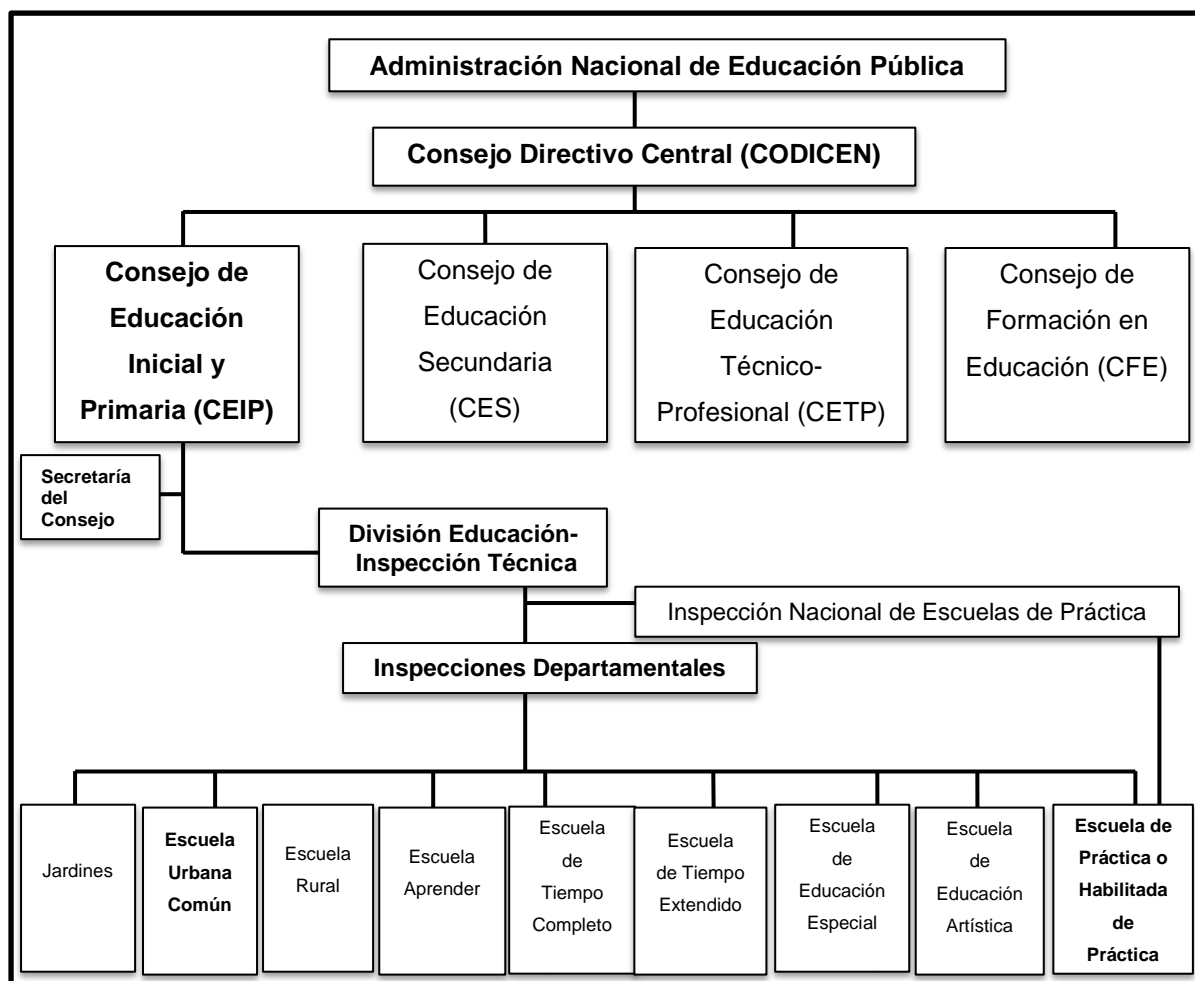 Administración Nacional de Educación Pública
Consejo Directivo Central (CODICEN)
Consejo de
Educación
Inicial y
Primaria (CEIP)
Consejo de
Educación
Secundaria
(CES)
Consejo de
Educación
Técnico-
Profesional (CETP)
Consejo de
Formación en
Educación (CFE)
Secretaría
del
Consejo
División Educación-
Inspección Técnica
Inspección Nacional de Escuelas de Práctica
Inspecciones Departamentales
Jardines
Escuela
Urbana
Común
Escuela
Rural
Escuela
Aprender
Escuela
de
Tiempo
Completo
Escuela
de Tiempo
Extendido
Escuela
de
Educación
Especial
Escuela
de
Educación
Artística
Escuela de
Práctica o
Habilitada
de
Práctica